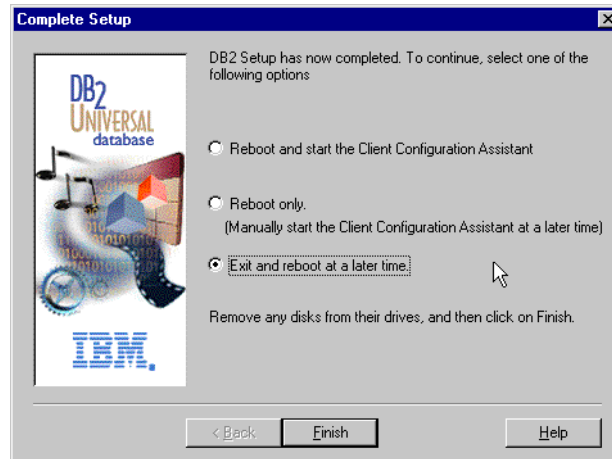 Complete Setup
DB2
UNIVERSAL
database
IBM.
DB2 Setup has now completed. To continue, select one of the
following options
Reboot and start the Client Configuration Assistant
Reboot only.
(Manually start the Client Configuration Assistant at a later time)
Exit and reboot at a later time.
Remove any disks from their drives, and then click on Finish.
< Back
Finish
Help